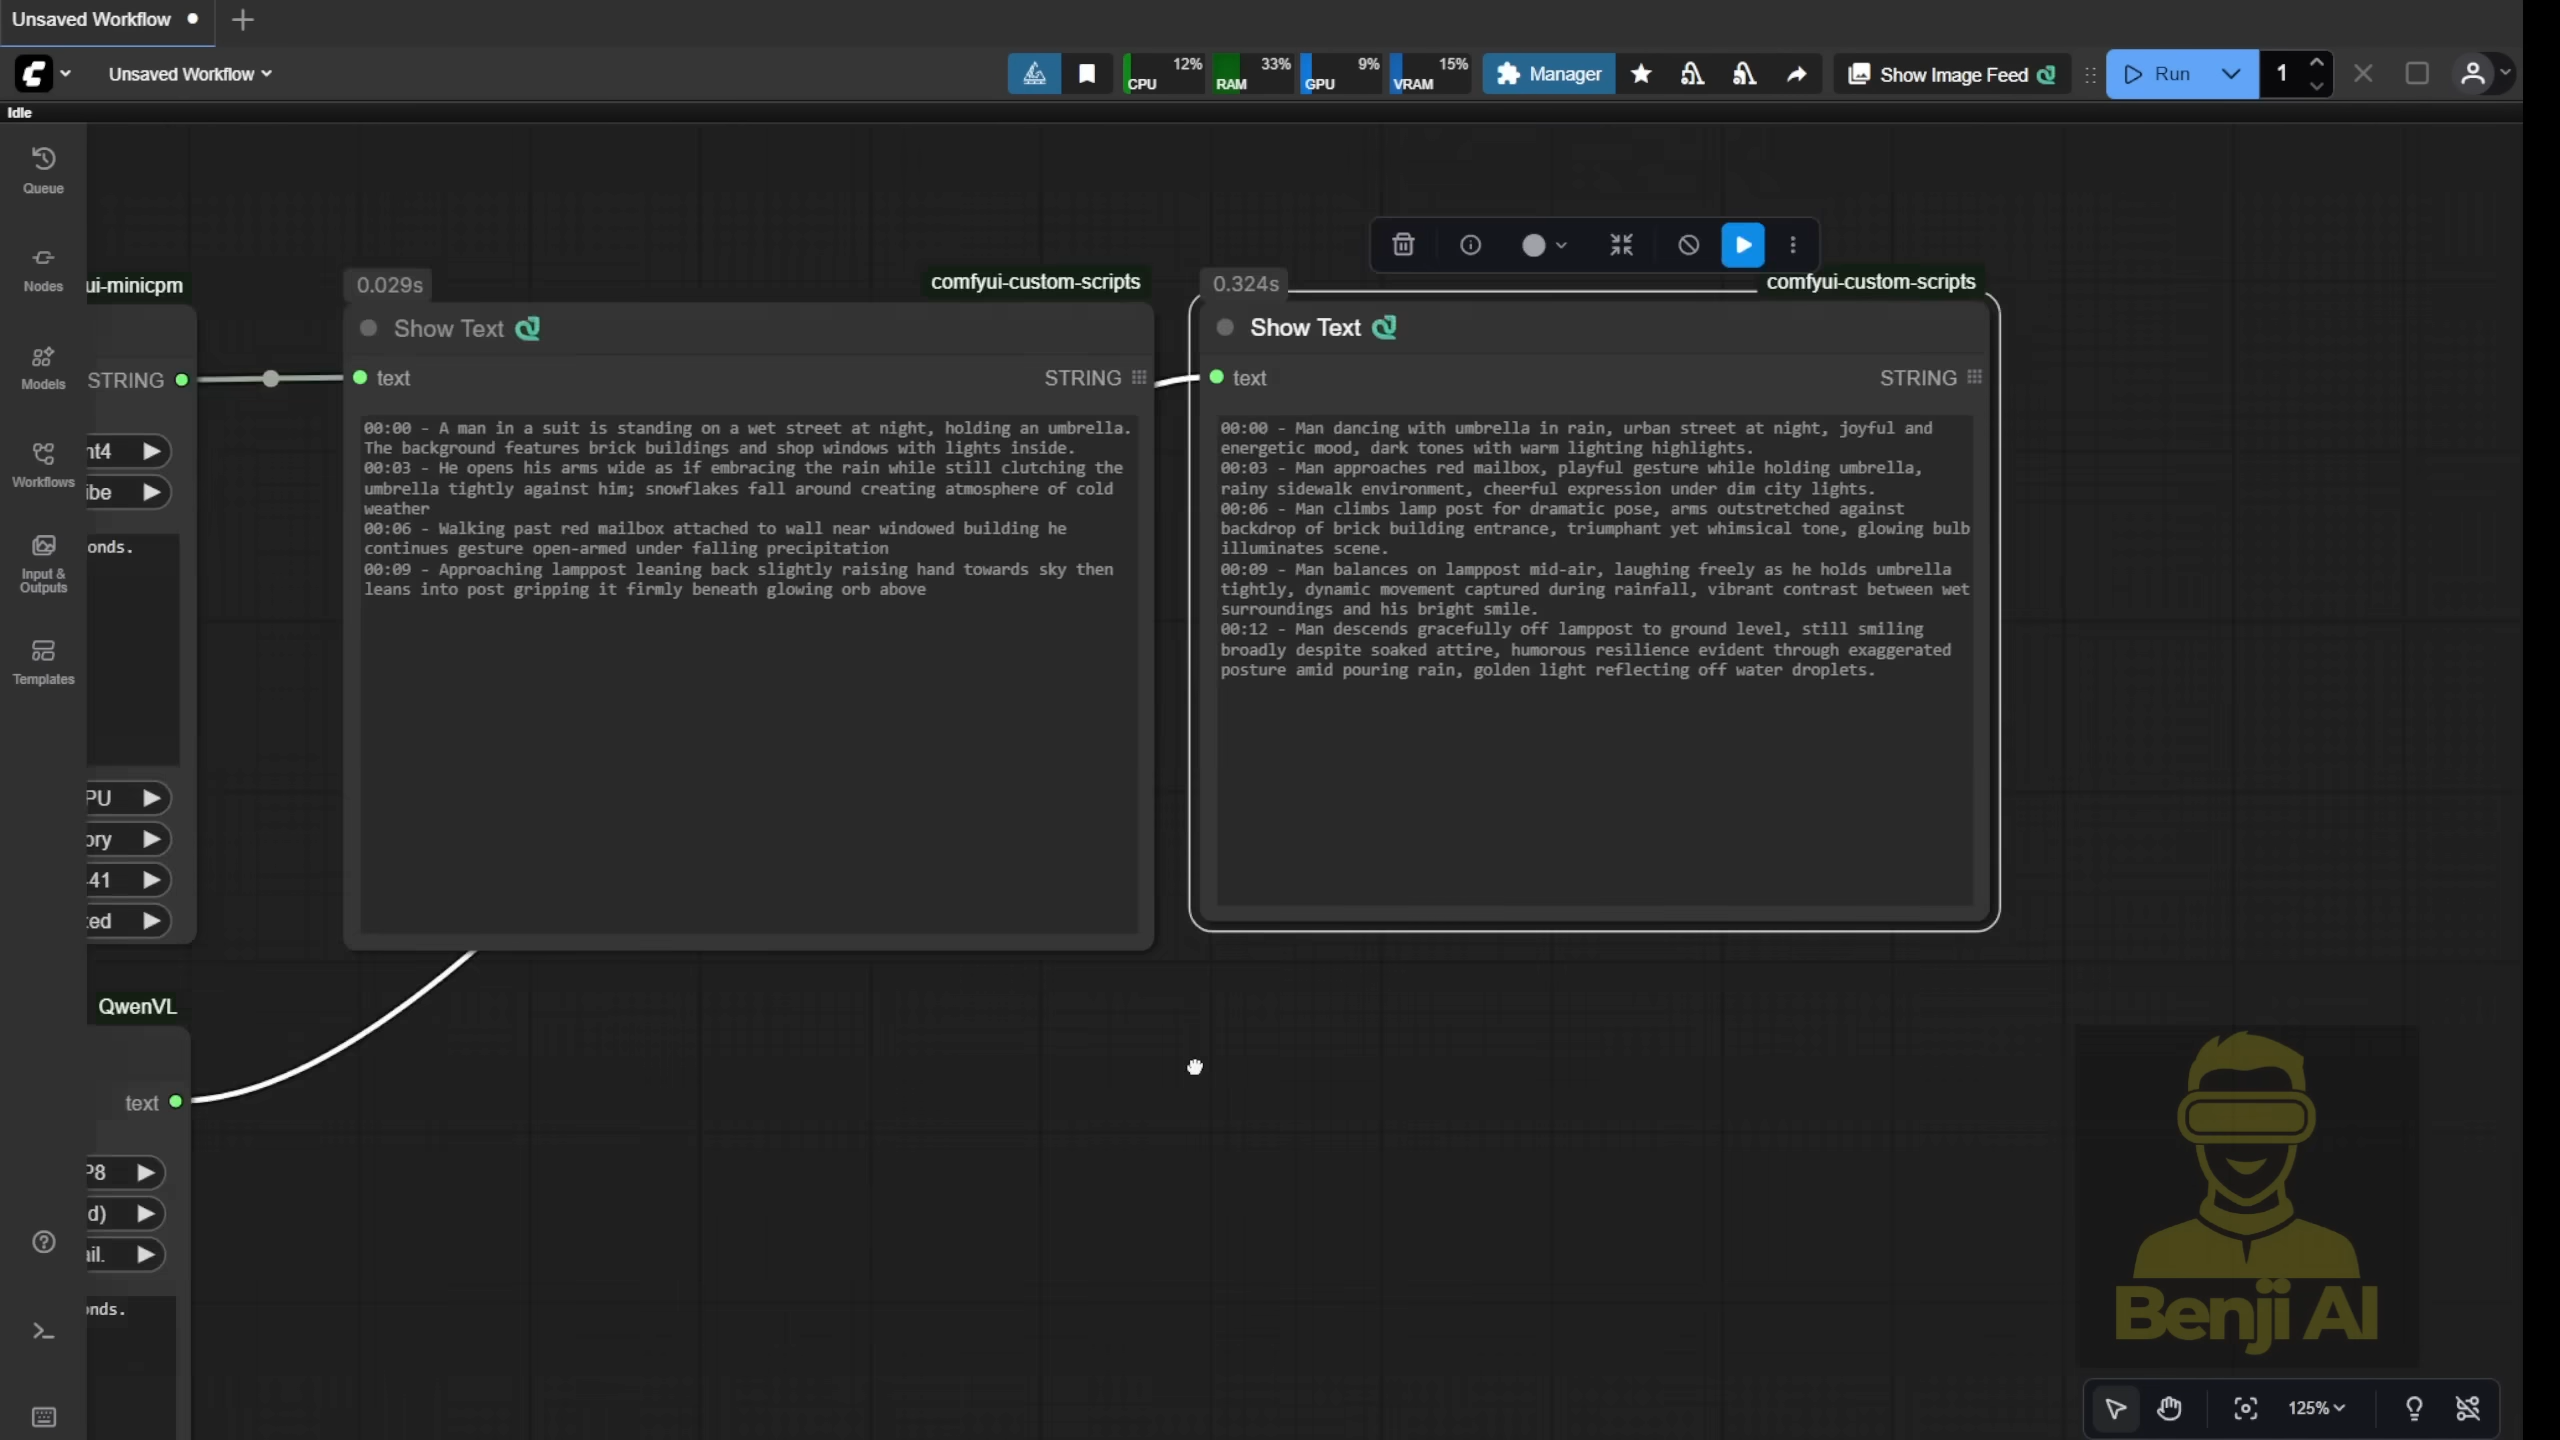 Unsaved Workflow
Unsaved Workflow
CPU 12%
RAM 33%
GPU 9%
VRAM 15%
Manager
Show Image Feed
Run
1
Idle
Queue
Nodes
Models
Workflows
Input &
Outputs
Templates
ui-minicpm
STRING
nt4
ibe
onds.
PU
ory
41
ted
QwenVL
text
P8
d)
ail.
onds.
0.029s
comfyui-custom-scripts
Show Text
text
STRING
00:00 - A man in a suit is standing on a wet street at night, holding an umbrella.
The background features brick buildings and shop windows with lights inside.
00:03 - He opens his arms wide as if embracing the rain while still clutching the
umbrella tightly against him; snowflakes fall around creating atmosphere of cold
weather
00:06 - Walking past red mailbox attached to wall near windowed building he
continues gesture open-armed under falling precipitation
00:09 - Approaching lamppost leaning back slightly raising hand towards sky then
leans into post gripping it firmly beneath glowing orb above
0.324s
comfyui-custom-scripts
Show Text
text
STRING
00:00 - Man dancing with umbrella in rain, urban street at night, joyful and
energetic mood, dark tones with warm lighting highlights.
00:03 - Man approaches red mailbox, playful gesture while holding umbrella,
rainy sidewalk environment, cheerful expression under dim city lights.
00:06 - Man climbs lamp post for dramatic pose, arms outstretched against
backdrop of brick building entrance, triumphant yet whimsical tone, glowing bulb
illuminates scene.
00:09 - Man balances on lamppost mid-air, laughing freely as he holds umbrella
tightly, dynamic movement captured during rainfall, vibrant contrast between wet
surroundings and his bright smile.
00:12 - Man descends gracefully off lamppost to ground level, still smiling
broadly despite soaked attire, humorous resilience evident through exaggerated
posture amid pouring rain, golden light reflecting off water droplets.
Benji AI
125%